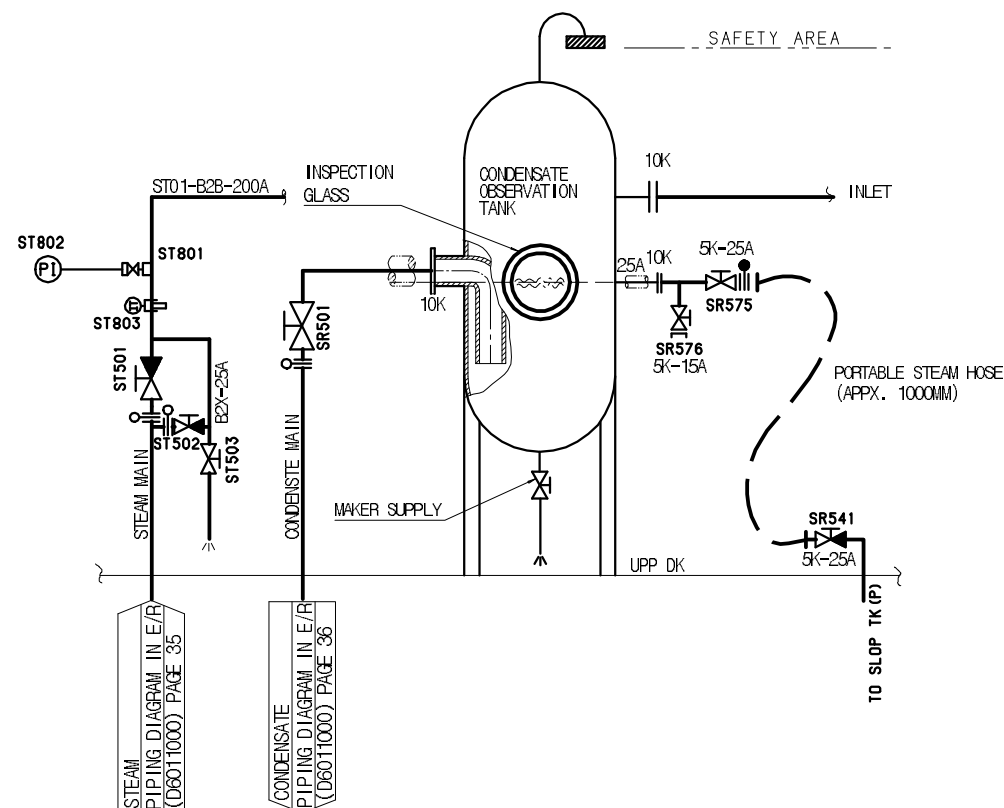 SAFETY AREA
INSPECTION
GLASS
CONDENSATE
OBSERVATION
TANK
10K
ST01-B2B-200A
INLET
ST802
PI
ST801
5K-25A
10K
25A
10K
SR575
ST803
SR501
SR576
5K-15A
ST501
B2X-25A
PORTABLE STEAM HOSE
(APPX. 1000MM)
ST502
ST503
STEAM MAIN
CONDENSTE MAIN
MAKER SUPPLY
SR541
5K-25A
UPP DK
TO SLOP TK(P)
STEAM
PIPING DIAGRAM IN E/R
(D6011000) PAGE 35
CONDENSATE
PIPING DIAGRAM IN E/R
(D6011000) PAGE 36